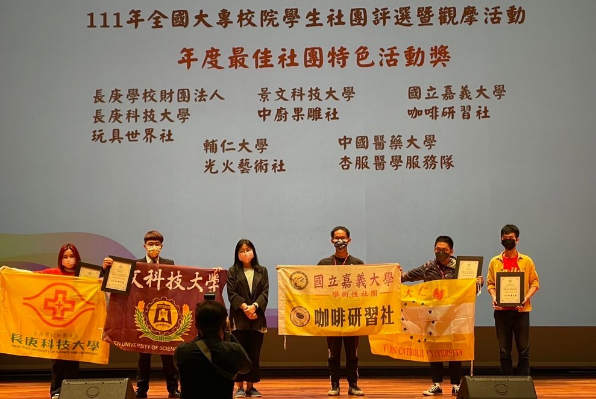 111年全國大專校院學生社團評選暨觀摩活動
年度最佳社團特色活動獎
長庚學校財團法人
長庚科技大學
玩具世界社
景文科技大學
中廚果雕社
國立嘉義大學
咖啡研習社
輔仁大學
光火藝術社
中國醫藥大學
杏服醫學服務隊
長庚科技大學
文科技大學
國立嘉義大學
學術性社團
咖啡研習社
CATHOLIC UNIVERSITY